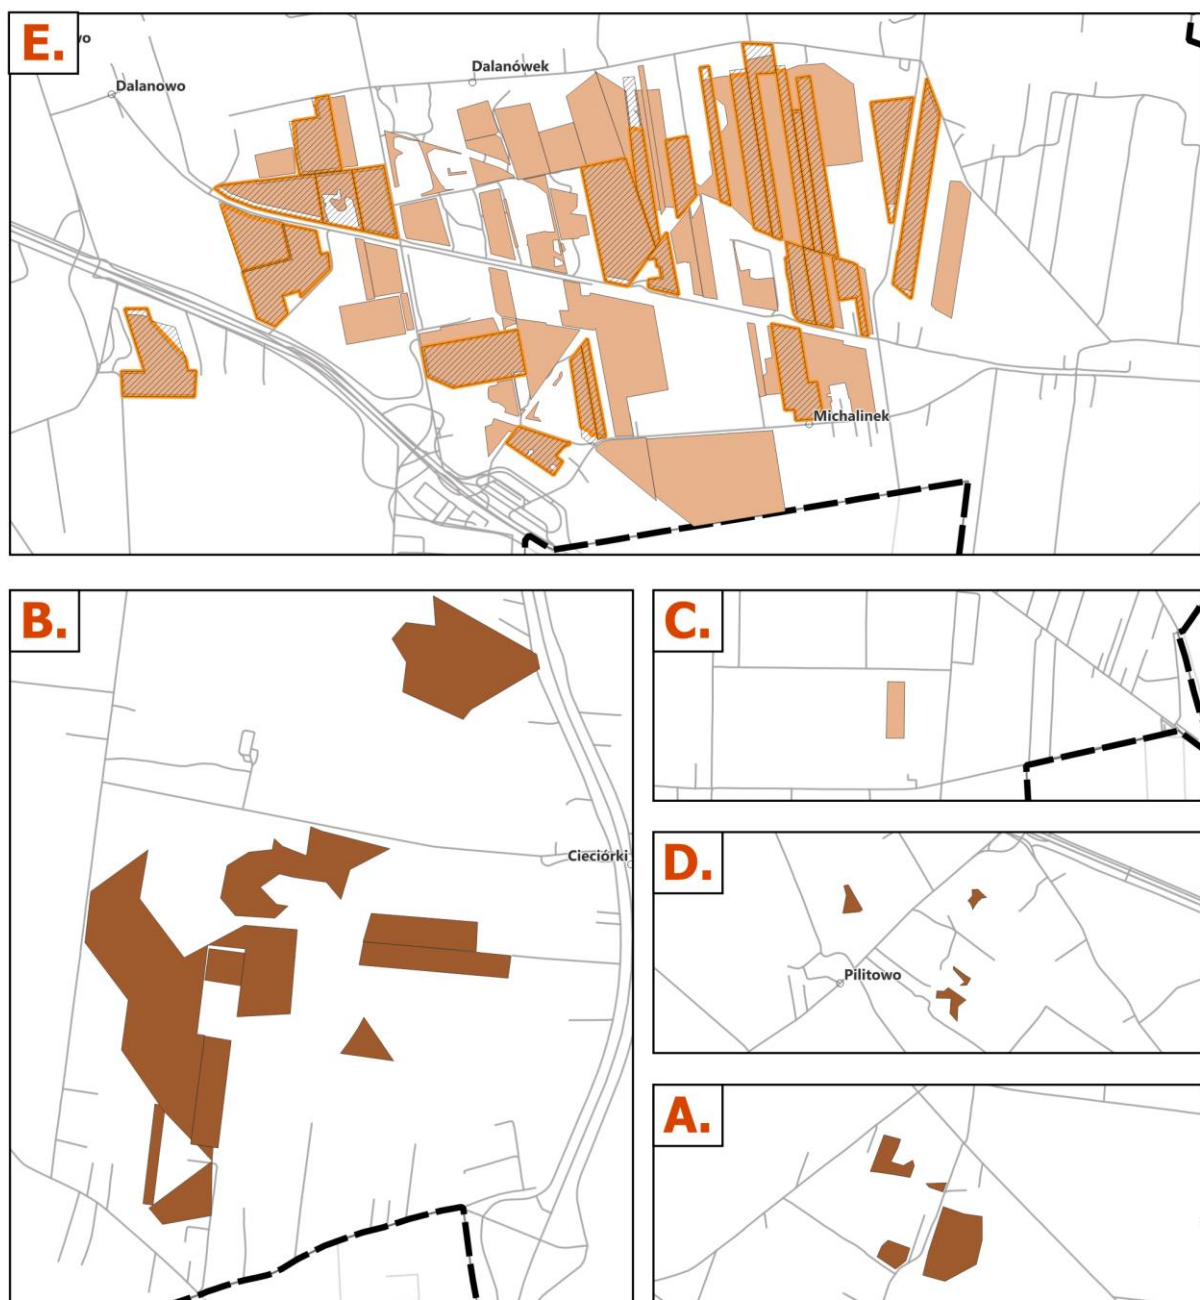 E.
Dalanowo
Dalanówek
Michalinek
B.
Cieciórki
C.
D.
Pilitowo
A.